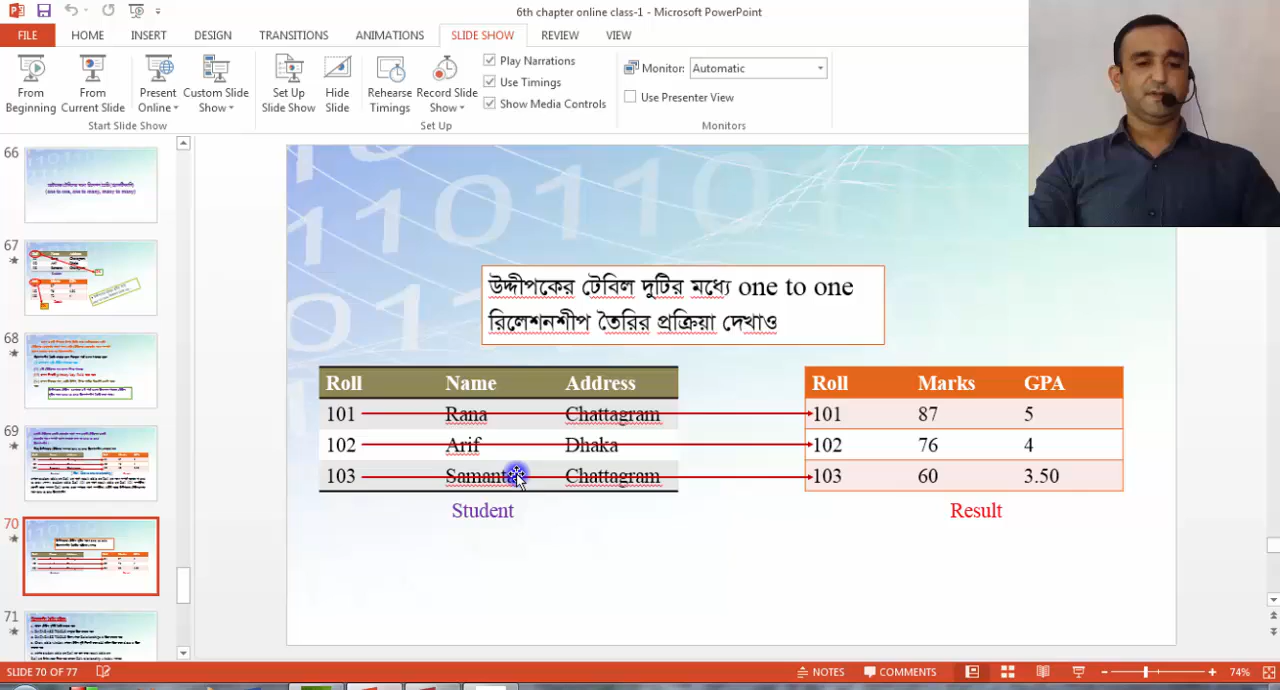 6th chapter online class-1 - Microsoft PowerPoint
FILE HOME INSERT DESIGN TRANSITIONS ANIMATIONS SLIDE SHOW REVIEW VIEW
From Beginning
From Current Slide
Present Online
Custom Slide Show
Set Up Slide Show
Hide Slide
Rehearse Timings
Record Slide Show
Play Narrations
Use Timings
Show Media Controls
Monitor: Automatic
Use Presenter View
Start Slide Show Set Up Monitors
66
67
68
69
70
71
উদ্দীপকের টেবিল দুটির মধ্যে one to one
রিলেশনশীপ তৈরির প্রক্রিয়া দেখাও
Roll Name Address
101 Rana Chattagram
102 Arif Dhaka
103 Samanta Chattagram
Student
Roll Marks GPA
101 87 5
102 76 4
103 60 3.50
Result
SLIDE 70 OF 77 NOTES COMMENTS 74%